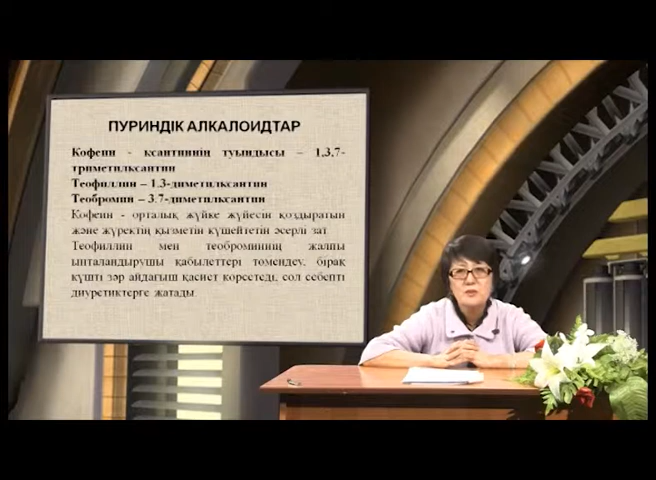 ПУРИНДІК АЛКАЛОИДТАР
Кофеин - ксантиннің туындысы – 1,3,7-
триметилксантин
Теофиллин – 1.3-диметилксантин
Теобромин – 3.7-диметилксантин
Кофеин - орталық жүйке жүйесін қоздыратын
және жүректің қызметін күшейтетін әсерлі зат
Теофиллин мен теоброминнің жалпы
ынталандырушы қабылеттері төмендеу, бірақ
күшті зәр айдағыш қасиет көрсетеді, сол себепті
диуретиктерге жатады